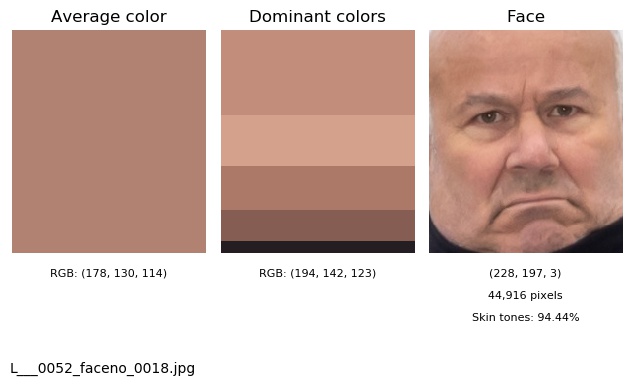 Average color
Dominant colors
Face
RGB: (178, 130, 114)
RGB: (194, 142, 123)
(228, 197, 3)
44,916 pixels
Skin tones: 94.44%
L___0052_faceno_0018.jpg